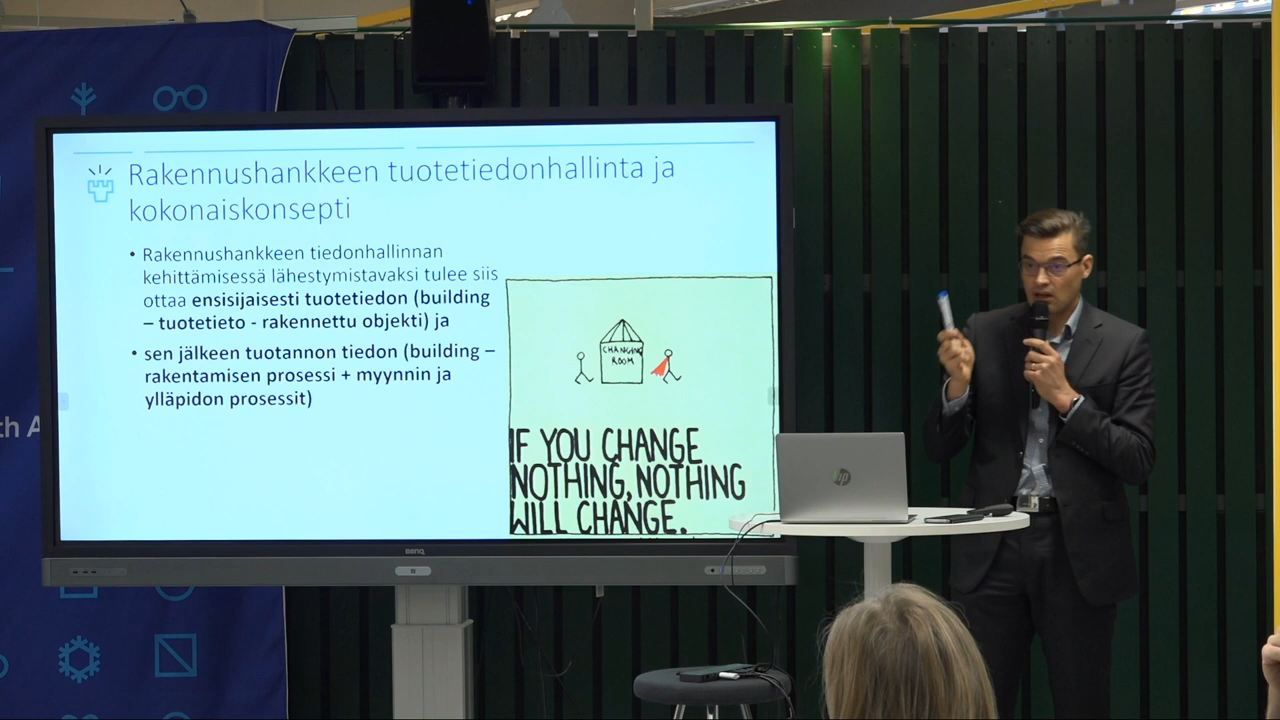 Rakennushankkeen tuotetiedonhallinta ja
kokonaiskonsepti
• Rakennushankkeen tiedonhallinnan
kehittämisessä lähestymistavaksi tulee siis
ottaa ensisijaisesti tuotetiedon (building
– tuotetieto - rakennettu objekti) ja
• sen jälkeen tuotannon tiedon (building –
rakentamisen prosessi + myynnin ja
ylläpidon prosessit)
CHANGING
ROOM
IF YOU CHANGE
NOTHING, NOTHING
WILL CHANGE.
BenQ
hp
th A